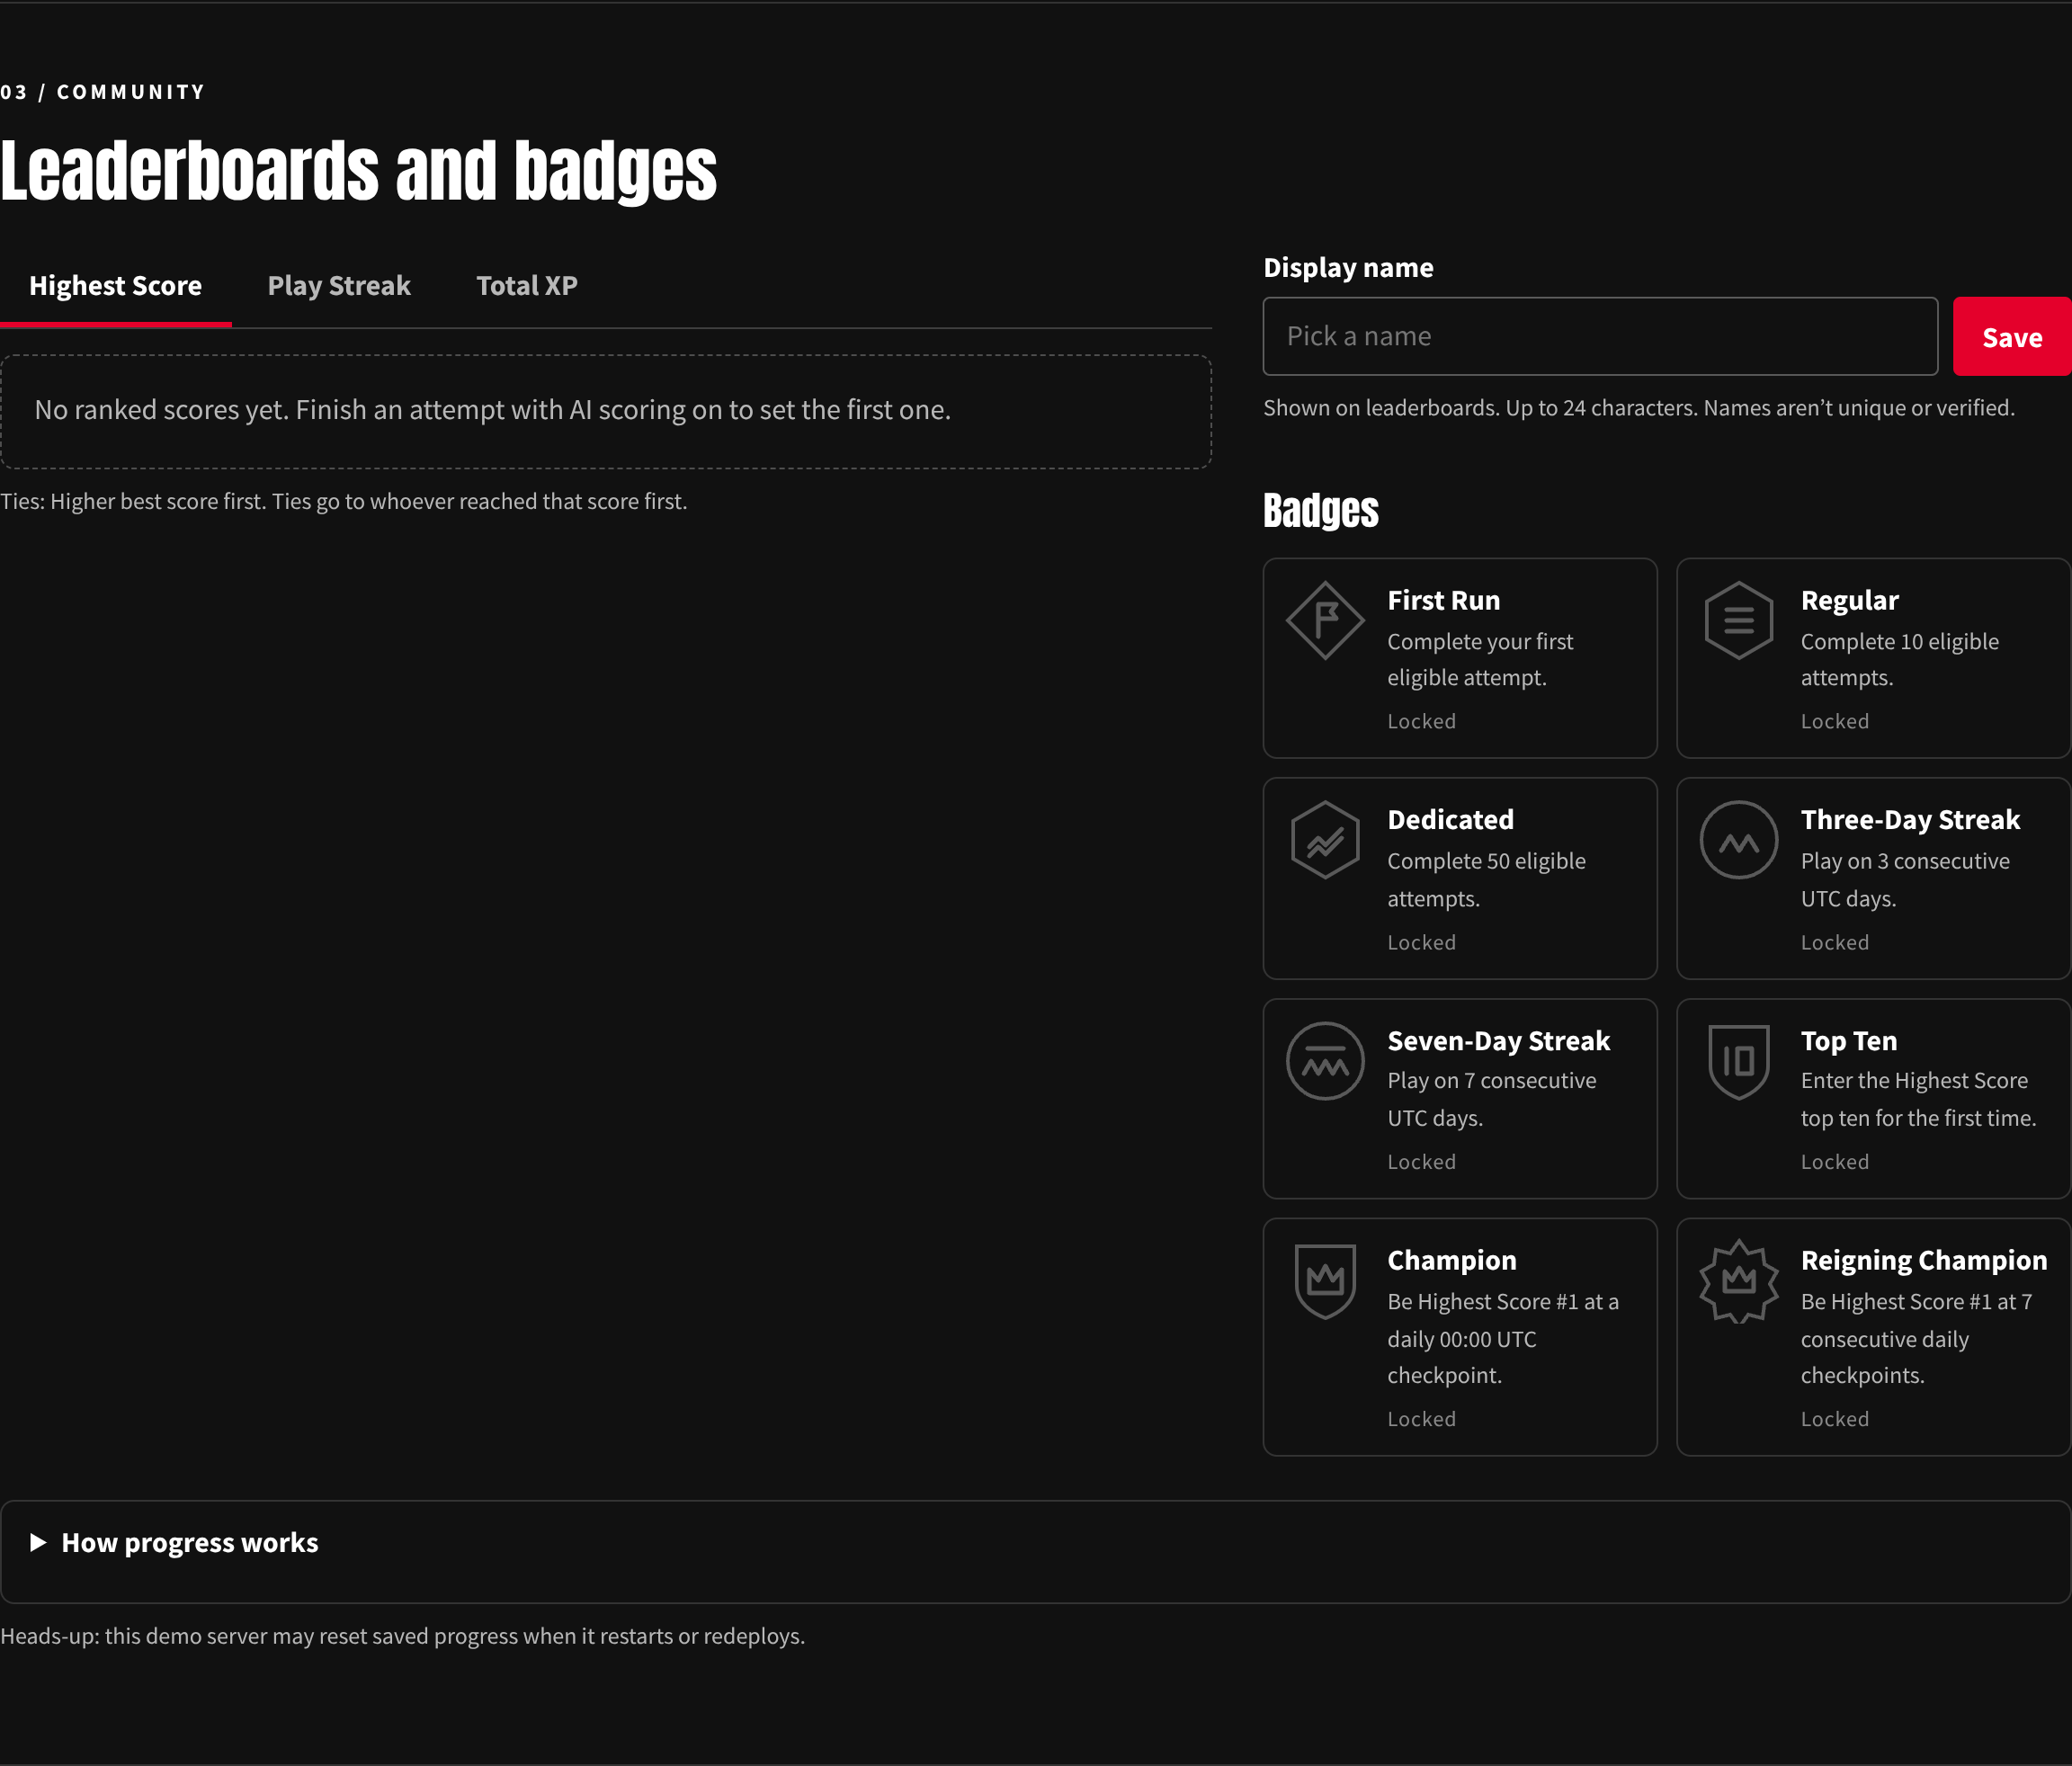 03 / COMMUNITY
Leaderboards and badges
Highest Score
Play Streak
Total XP
No ranked scores yet. Finish an attempt with AI scoring on to set the first one.
Ties: Higher best score first. Ties go to whoever reached that score first.
Display name
Pick a name
Save
Shown on leaderboards. Up to 24 characters. Names aren’t unique or verified.
Badges
First Run
Complete your first
eligible attempt.
Locked
Regular
Complete 10 eligible
attempts.
Locked
Dedicated
Complete 50 eligible
attempts.
Locked
Three-Day Streak
Play on 3 consecutive
UTC days.
Locked
Seven-Day Streak
Play on 7 consecutive
UTC days.
Locked
10
Top Ten
Enter the Highest Score
top ten for the first time.
Locked
Champion
Be Highest Score #1 at a
daily 00:00 UTC
checkpoint.
Locked
Reigning Champion
Be Highest Score #1 at 7
consecutive daily
checkpoints.
Locked
How progress works
Heads-up: this demo server may reset saved progress when it restarts or redeploys.